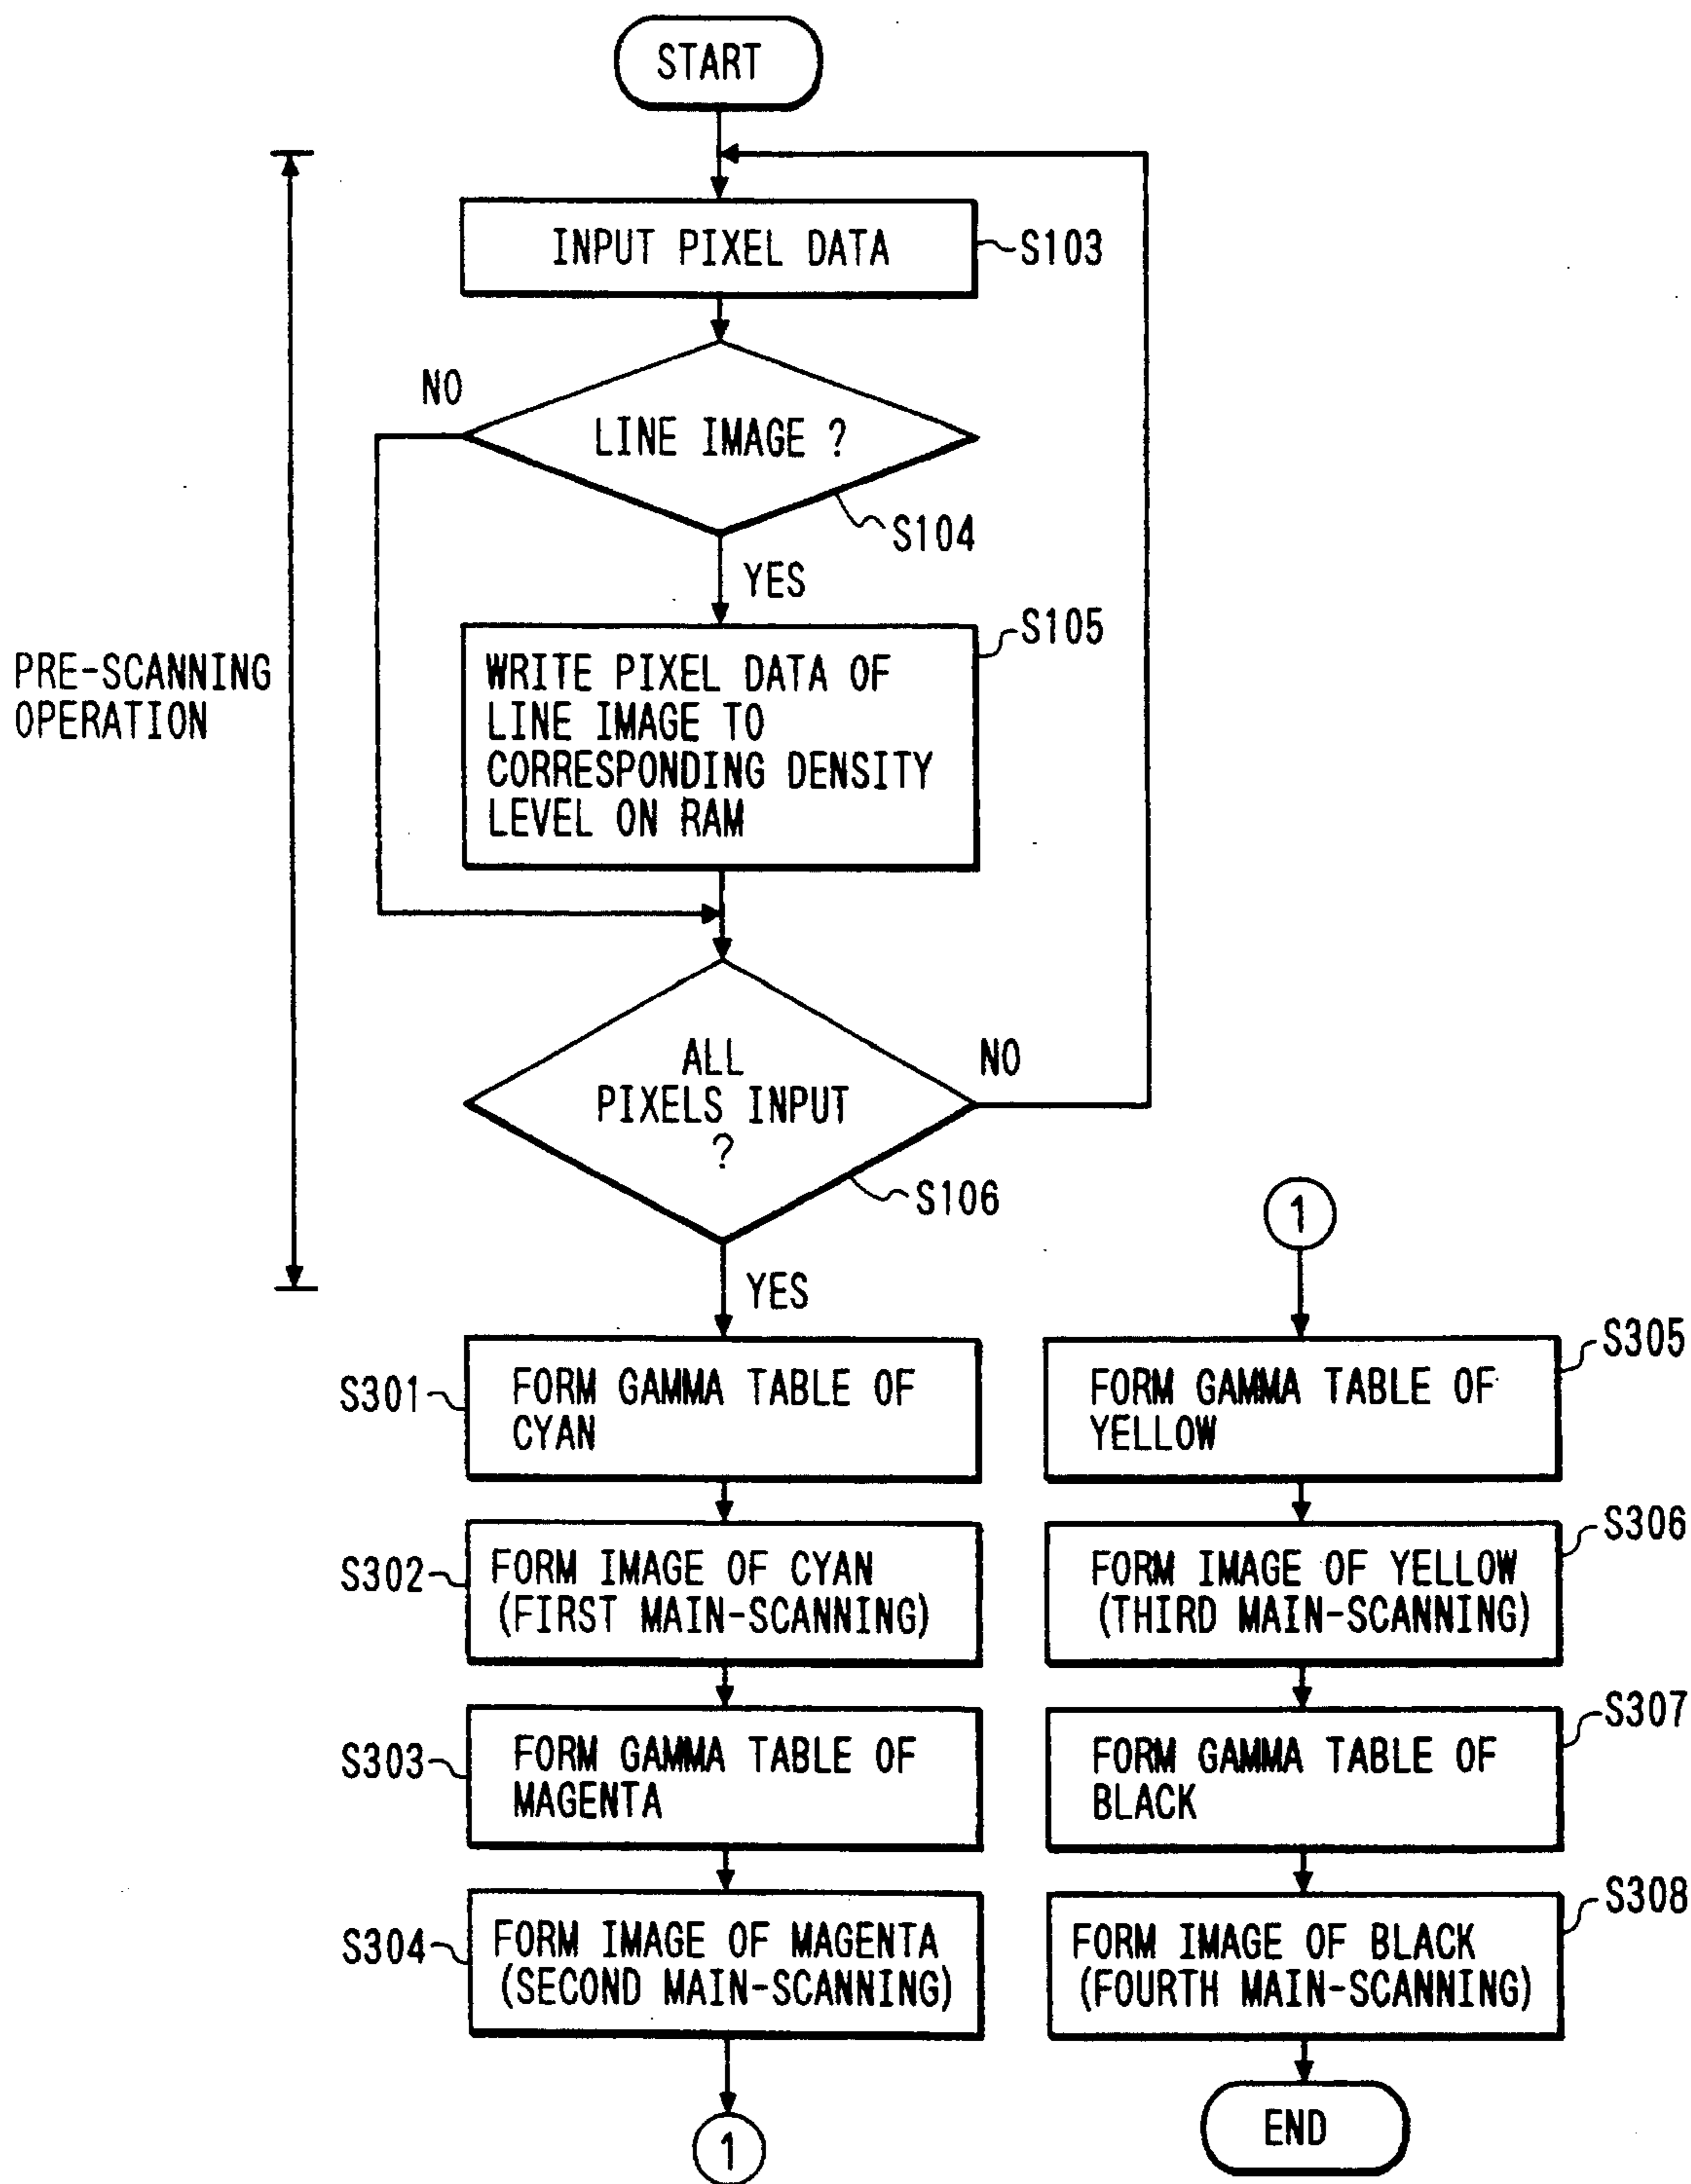 START
INPUT PIXEL DATA
S103
NO
LINE IMAGE ?
S104
YES
S105
PRE-SCANNING
OPERATION
WRITE PIXEL DATA OF
LINE IMAGE TO
CORRESPONDING DENSITY
LEVEL ON RAM
ALL
PIXELS INPUT
?
NO
S106
YES
S301
FORM GAMMA TABLE OF
CYAN
S302
FORM IMAGE OF CYAN
(FIRST MAIN-SCANNING)
S303
FORM GAMMA TABLE OF
MAGENTA
S304
FORM IMAGE OF MAGENTA
(SECOND MAIN-SCANNING)
1
1
S305
FORM GAMMA TABLE OF
YELLOW
S306
FORM IMAGE OF YELLOW
(THIRD MAIN-SCANNING)
S307
FORM GAMMA TABLE OF
BLACK
S308
FORM IMAGE OF BLACK
(FOURTH MAIN-SCANNING)
END